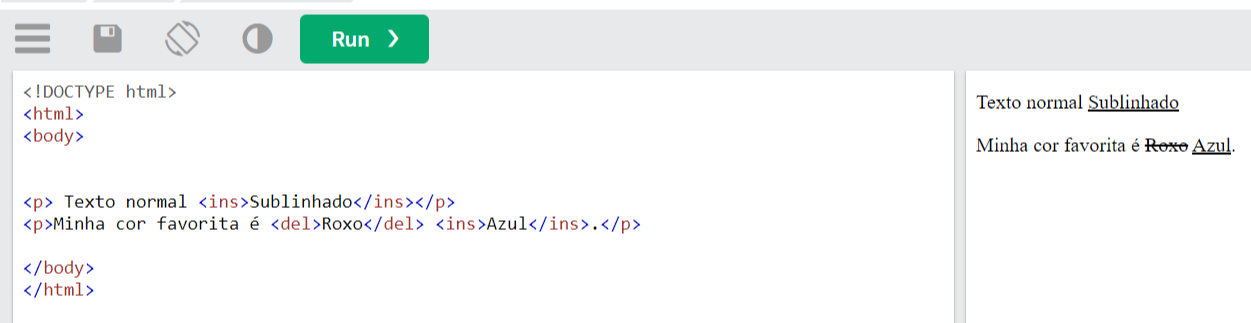 Run ❯
<!DOCTYPE html>
<html>
<body>
<p> Texto normal <ins>Sublinhado</ins></p>
<p>Minha cor favorita é <del>Roxo</del> <ins>Azul</ins>.</p>
</body>
</html>
Texto normal Sublinhado
Minha cor favorita é Roxo Azul.